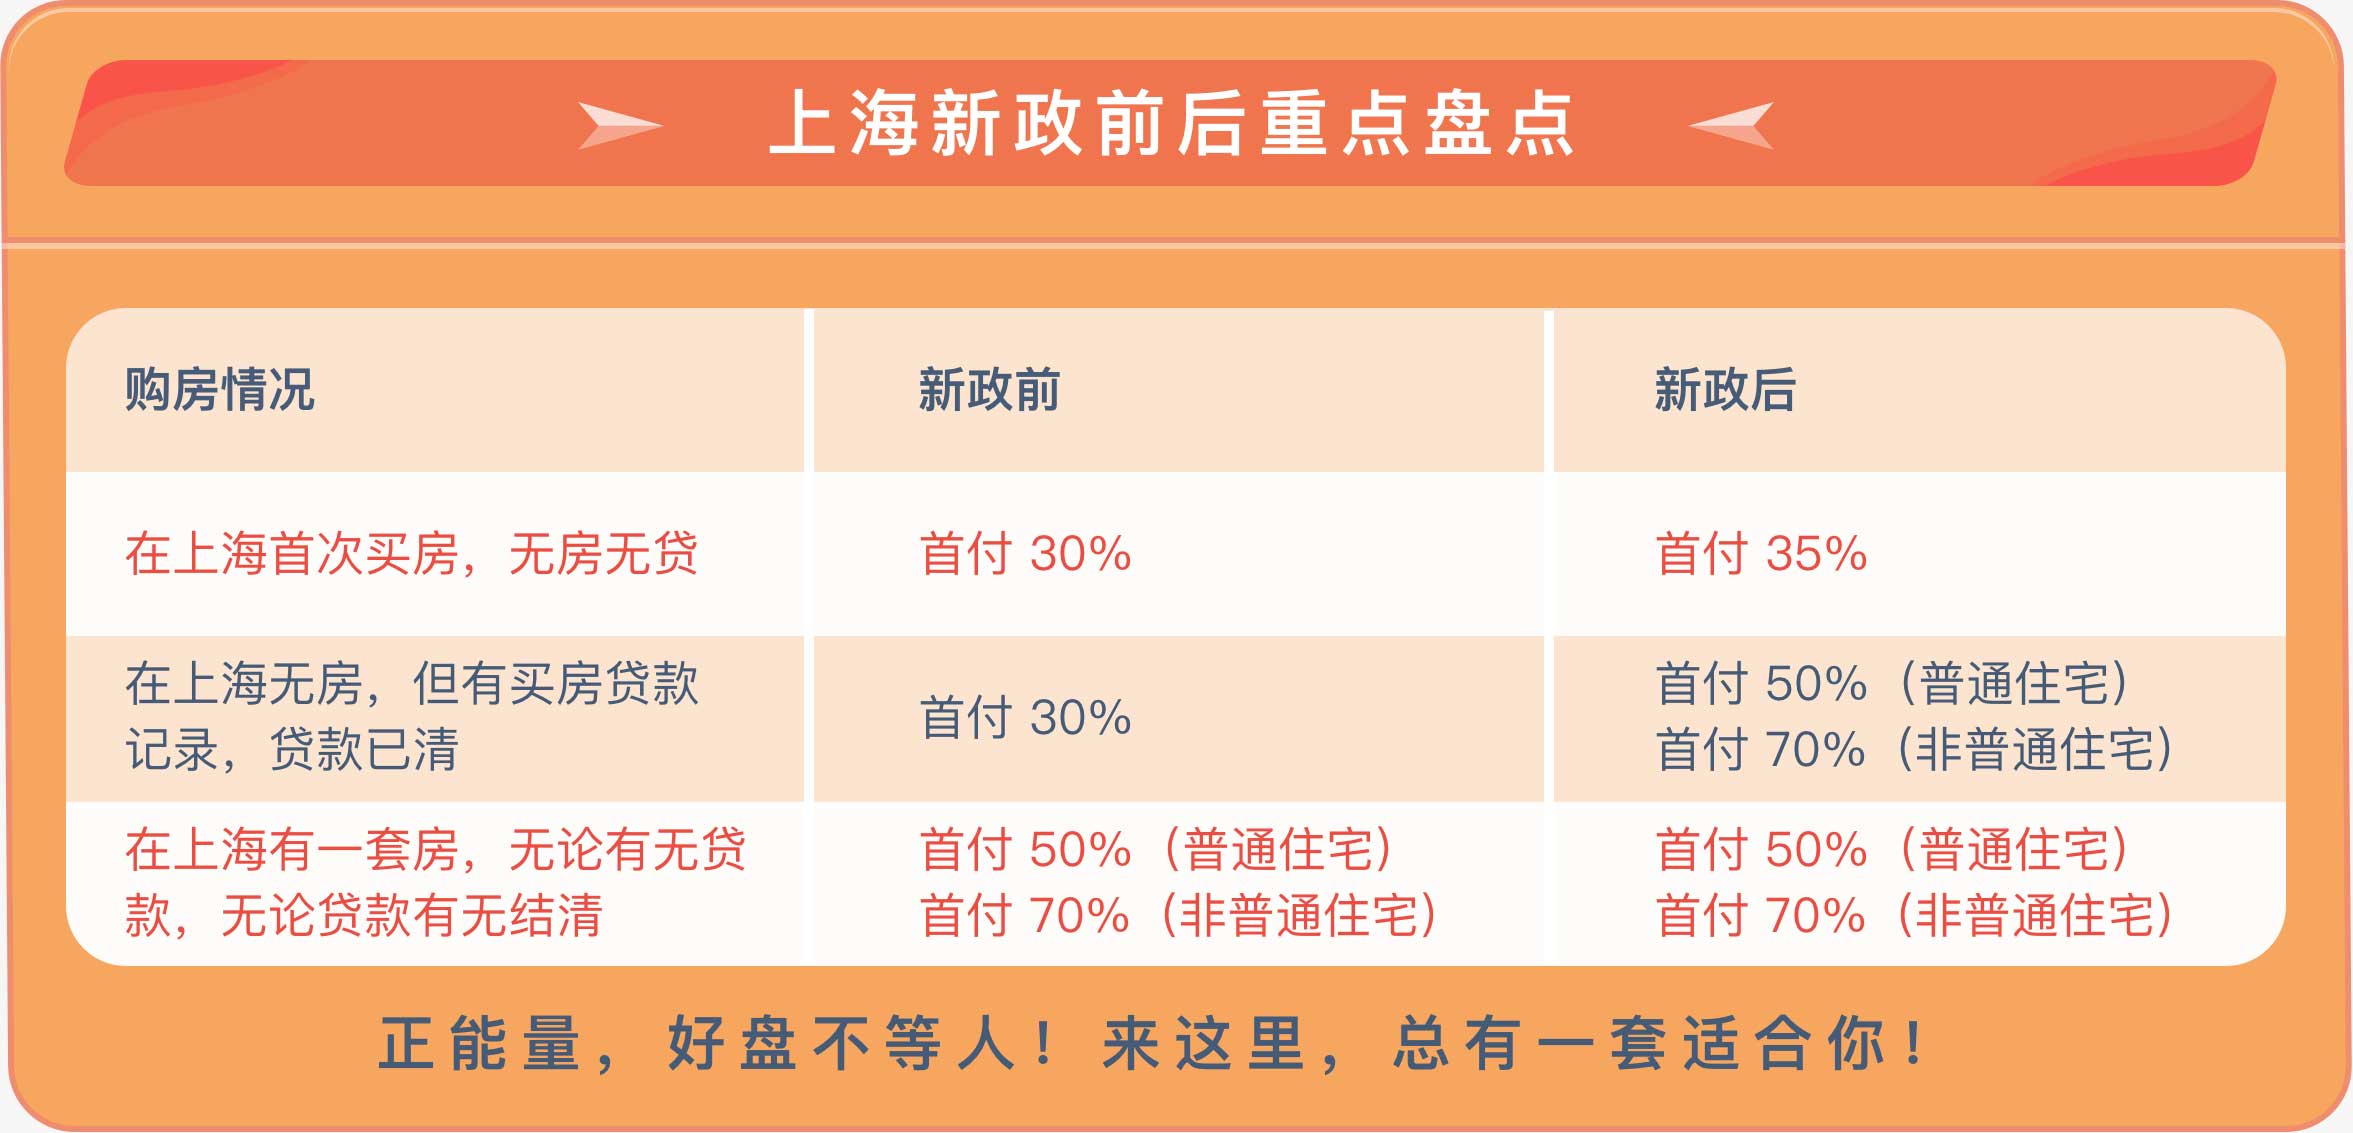 上海新政前后重点盘点
购房情况 新政前 新政后
在上海首次买房，无房无贷 首付 30% 首付 35%
在上海无房，但有买房贷款
记录，贷款已清
首付 30%
首付 50%（普通住宅）
首付 70%（非普通住宅）
在上海有一套房，无论有无贷
款，无论贷款有无结清
首付 50%（普通住宅）
首付 70%（非普通住宅）
首付 50%（普通住宅）
首付 70%（非普通住宅）
正能量，好盘不等人！来这里，总有一套适合你！